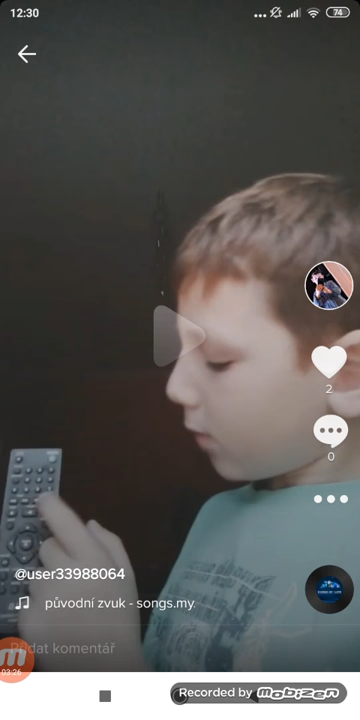 12:30
74
2
0
@user33988064
původní zvuk - songs.my.
Přidat komentář
03:26
Recorded by mobizen